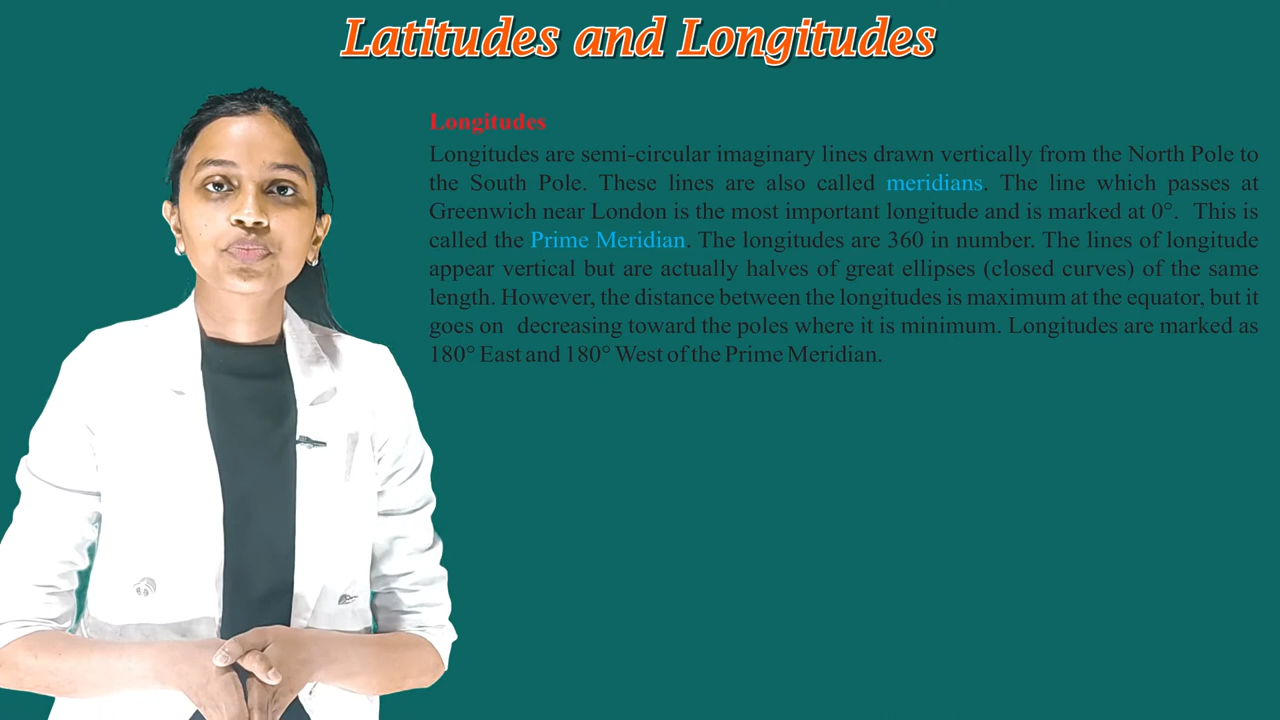 Latitudes and Longitudes
Longitudes
Longitudes are semi-circular imaginary lines drawn vertically from the North Pole to
the South Pole. These lines are also called meridians. The line which passes at
Greenwich near London is the most important longitude and is marked at 0°. This is
called the Prime Meridian. The longitudes are 360 in number. The lines of longitude
appear vertical but are actually halves of great ellipses (closed curves) of the same
length. However, the distance between the longitudes is maximum at the equator, but it
goes on decreasing toward the poles where it is minimum. Longitudes are marked as
180° East and 180° West of the Prime Meridian.